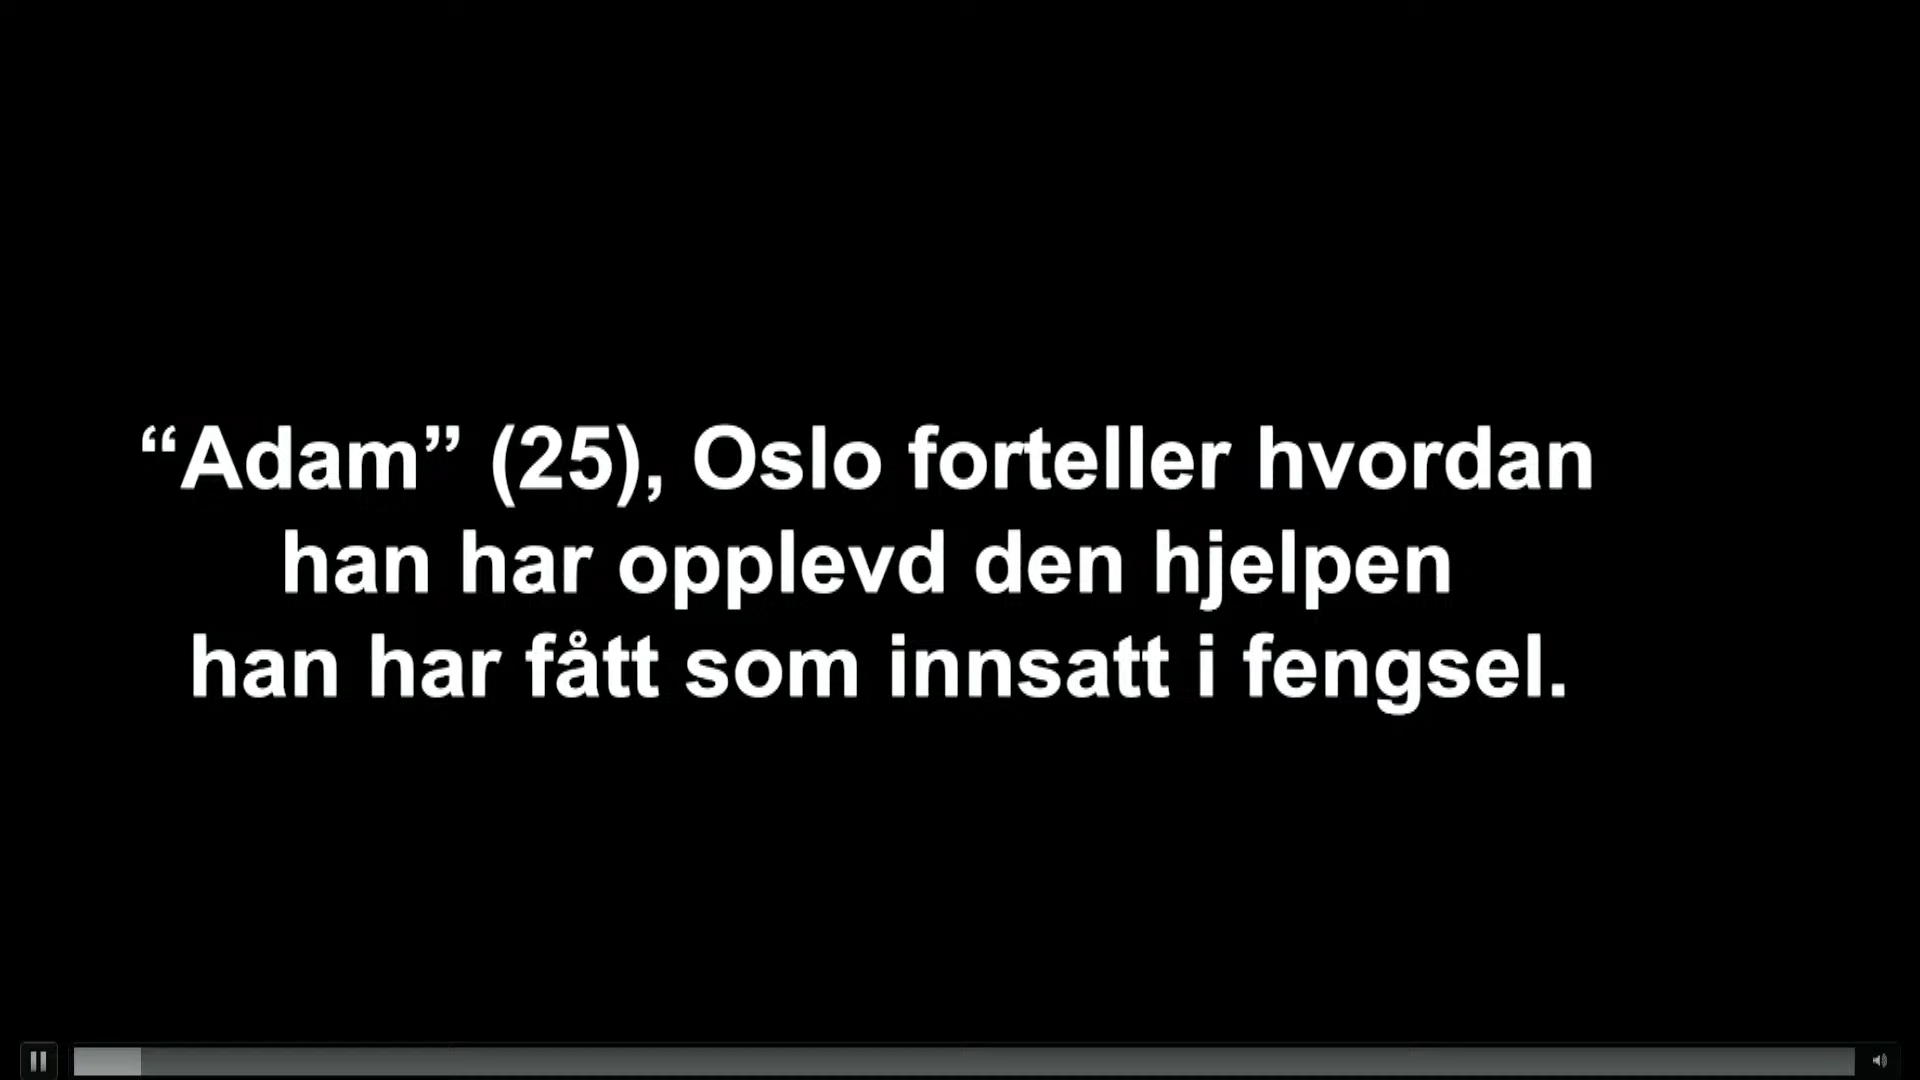 “Adam” (25), Oslo forteller hvordan
han har opplevd den hjelpen
han har fått som innsatt i fengsel.